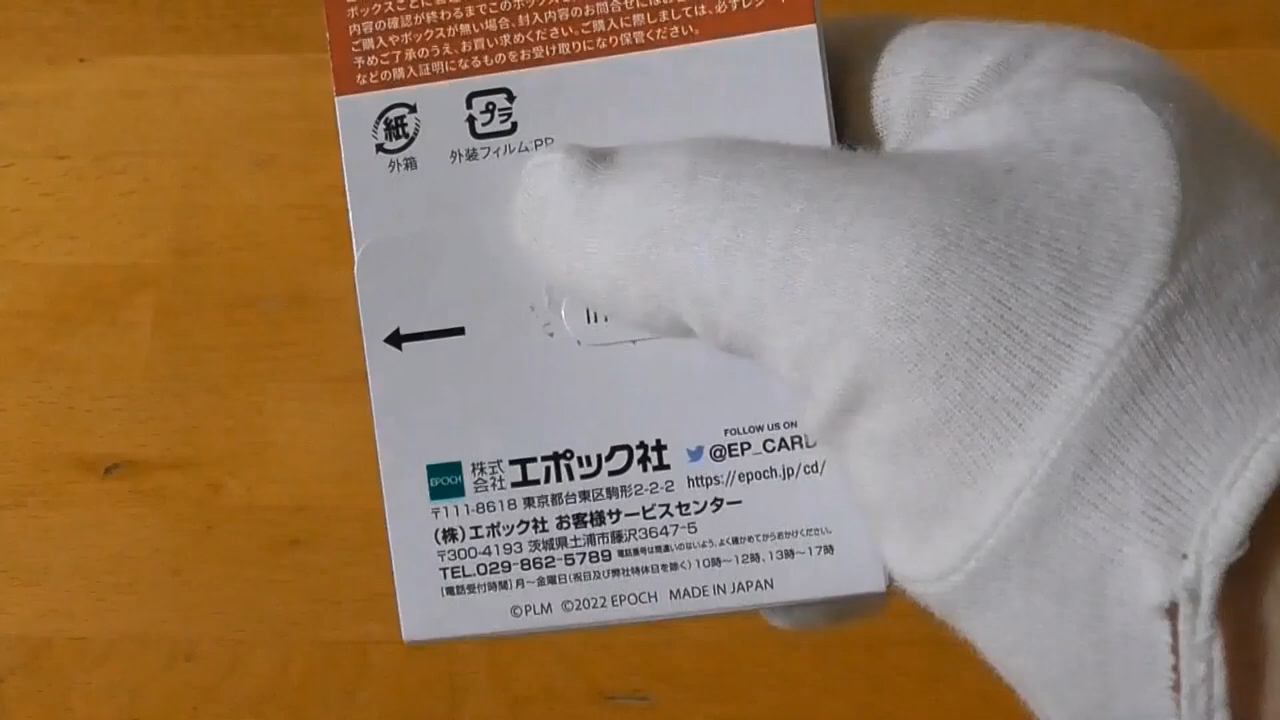 内容の確認が終わるまでこのボックス
ご購入やボックスが無い場合、封入内容のお問合せにはお
予めご了承のうえ、お買い求めください。ご購入に際しましては、必ずレシート
などの購入証明になるものをお受け取りになり保管ください。
紙
プラ
外箱
外装フィルム:PP
FOLLOW US ON
EPOCH
株式会社
エポック社
@EP_CARD
〒111-8618 東京都台東区駒形2-2-2
https://epoch.jp/cd/
(株)エポック社 お客様サービスセンター
〒300-4193 茨城県土浦市藤沢3647-5
TEL.029-862-5789 電話番号は間違いのないよう、よく確かめてからおかけください。
[電話受付時間]月~金曜日(祝日及び弊社特休日を除く)10時~12時、13時~17時
©PLM ©2022 EPOCH MADE IN JAPAN